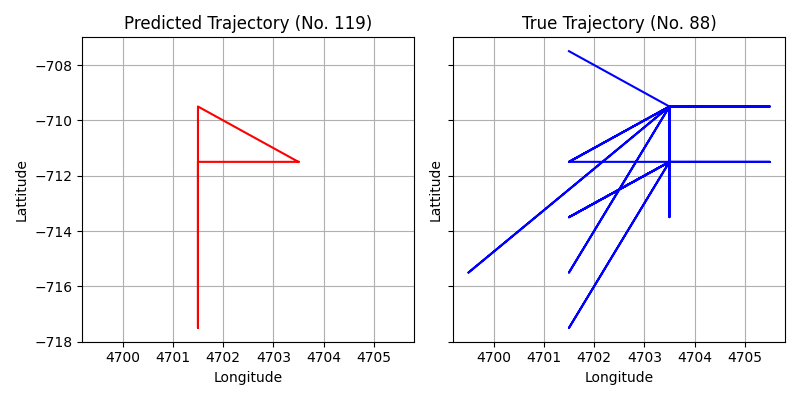 Predicted Trajectory (No. 119)
True Trajectory (No. 88)
−708
−710
−712
−714
−716
−718
Lattitude
Lattitude
4700 4701 4702 4703 4704 4705
4700 4701 4702 4703 4704 4705
Longitude
Longitude